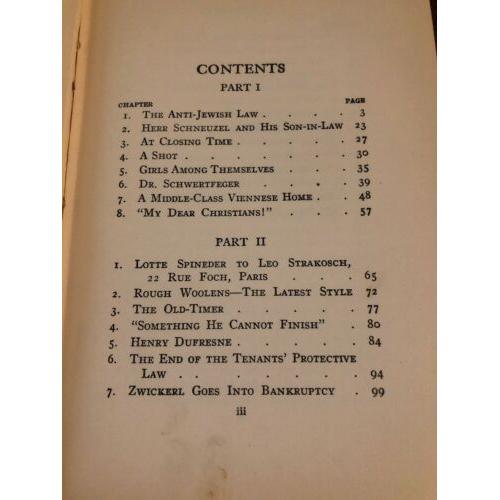 CONTENTS
PART I
CHAPTER PAGE
1. THE ANTI-JEWISH LAW . . . . 3
2. HERR SCHNEUZEL AND HIS SON-IN-LAW 23
3. AT CLOSING TIME . . . . . 27
4. A SHOT . . . . . . . 30
5. GIRLS AMONG THEMSELVES . . . 35
6. DR. SCHWERTFEGER . . . . 39
7. A MIDDLE-CLASS VIENNESE HOME . . 48
8. "MY DEAR CHRISTIANS!" . . . 57
PART II
1. LOTTE SPINEDER TO LEO STRAKOSCH,
22 RUE FOCH, PARIS . . . 65
2. ROUGH WOOLENS—THE LATEST STYLE 72
3. THE OLD-TIMER . . . . . 77
4. "SOMETHING HE CANNOT FINISH" . 80
5. HENRY DUFRESNE . . . . . 84
6. THE END OF THE TENANTS' PROTECTIVE
LAW . . . . . . . 94
7. ZWICKERL GOES INTO BANKRUPTCY . 99
iii